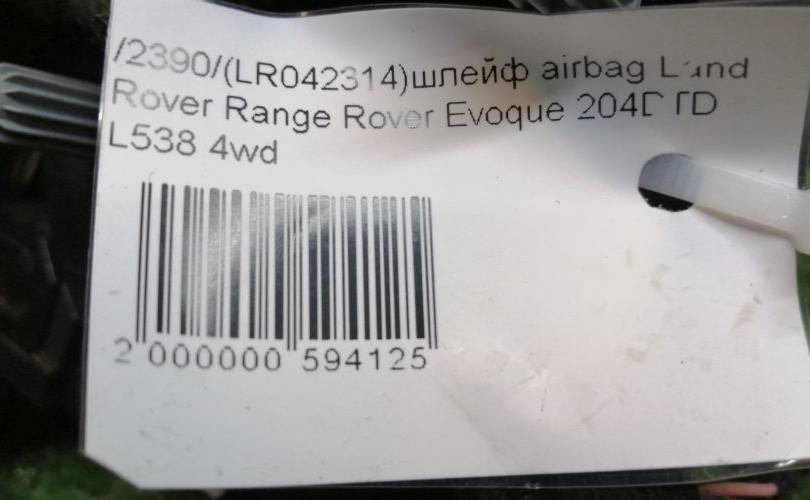 /2390/(LR042314)шлейф airbag Land
Rover Range Rover Evoque 204D TD
L538 4wd
2 000000 594125